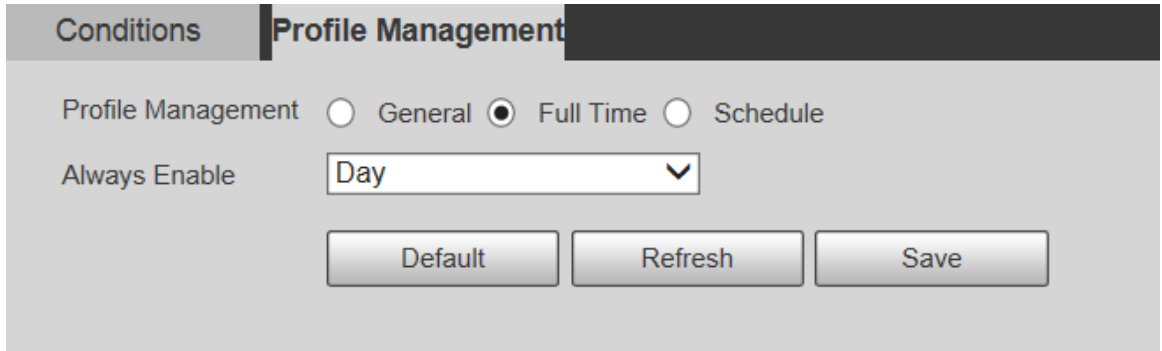 Conditions Profile Management
Profile Management General Full Time Schedule
Always Enable Day
Default Refresh Save